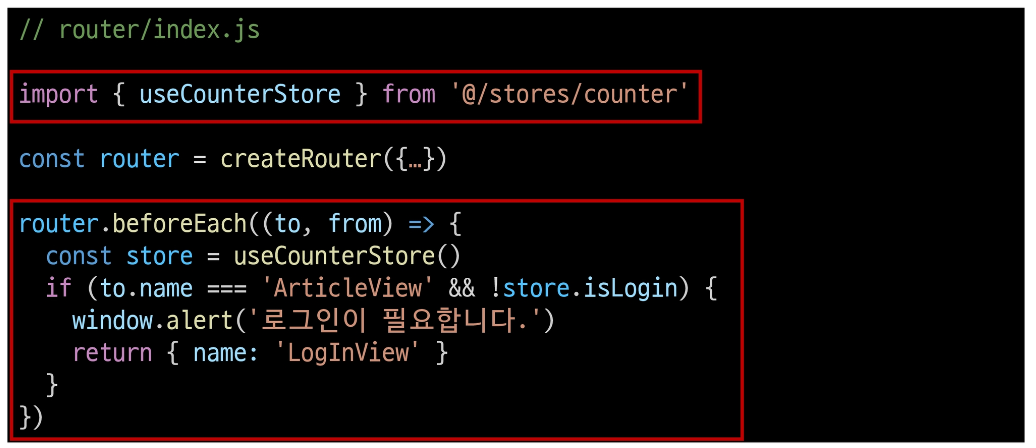 // router/index.js
import { useCounterStore } from '@/stores/counter'
const router = createRouter({…})
router.beforeEach((to, from) => {
  const store = useCounterStore()
  if (to.name === 'ArticleView' && !store.isLogin) {
    window.alert('로그인이 필요합니다.')
    return { name: 'LogInView' }
  }
})